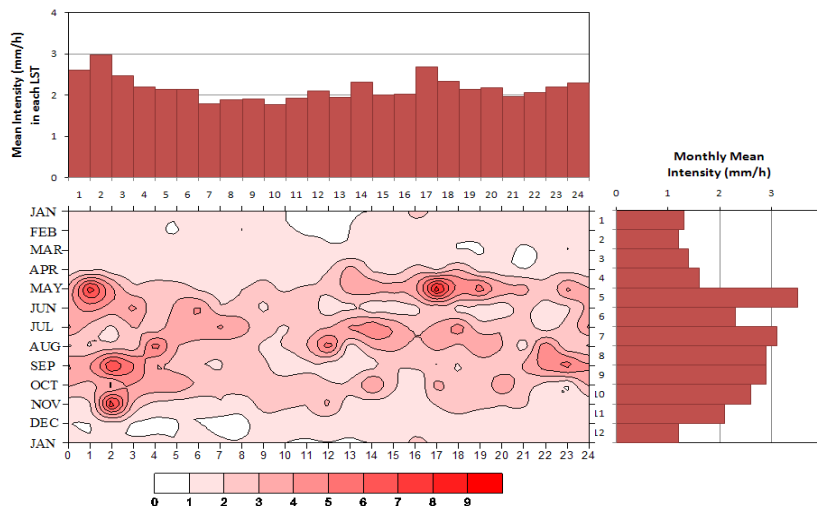 Mean Intensity (mm/h)
in each LST
4
3
2
1
0
1 2 3 4 5 6 7 8 9 10 11 12 13 14 15 16 17 18 19 20 21 22 23 24
Monthly Mean
Intensity (mm/h)
0 1 2 3
JAN
FEB
MAR
APR
MAY
JUN
JUL
AUG
SEP
OCT
NOV
DEC
JAN
1
2
3
4
5
6
7
8
9
10
11
12
0 1 2 3 4 5 6 7 8 9 10 11 12 13 14 15 16 17 18 19 20 21 22 23 24
0 1 2 3 4 5 6 7 8 9